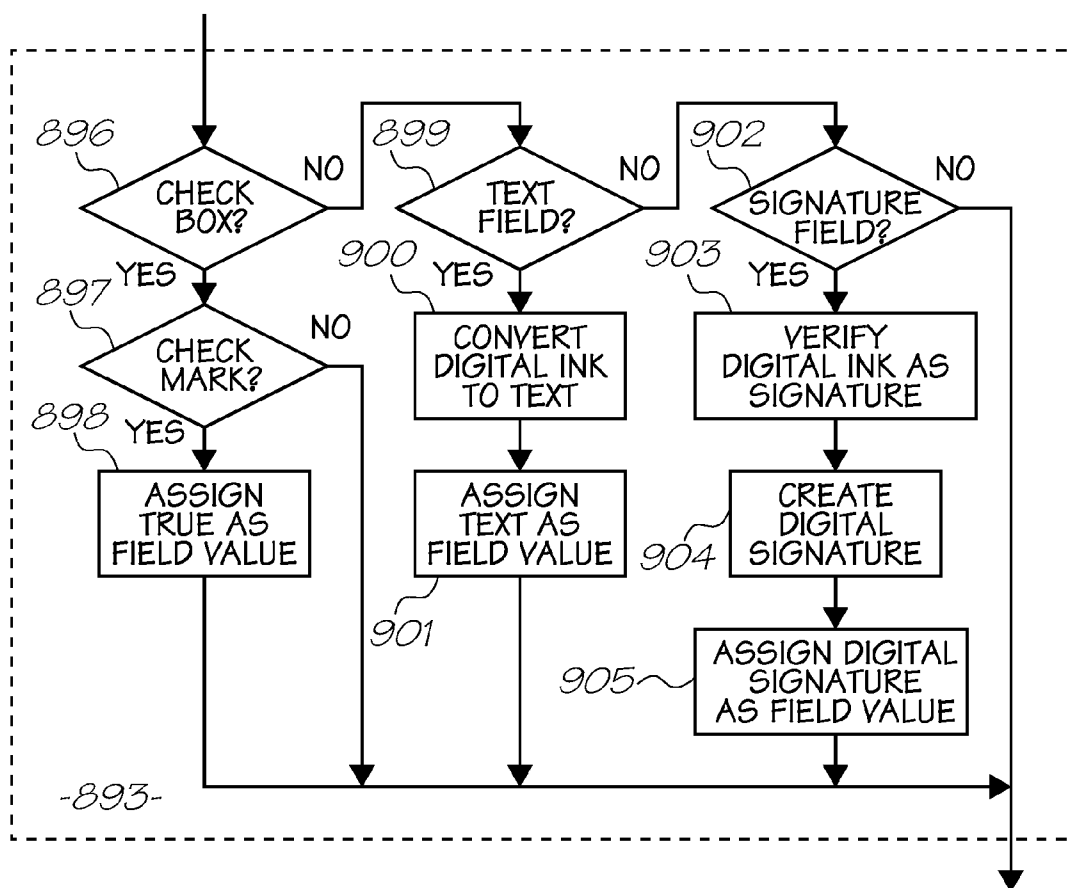 896
CHECK
BOX?
NO
YES
897
CHECK
MARK?
NO
YES
898
ASSIGN
TRUE AS
FIELD VALUE
899
TEXT
FIELD?
NO
YES
900
CONVERT
DIGITAL INK
TO TEXT
ASSIGN
TEXT AS
FIELD VALUE
901
902
SIGNATURE
FIELD?
NO
YES
903
VERIFY
DIGITAL INK AS
SIGNATURE
CREATE
DIGITAL
SIGNATURE
904
ASSIGN DIGITAL
SIGNATURE
AS FIELD VALUE
905
-893-